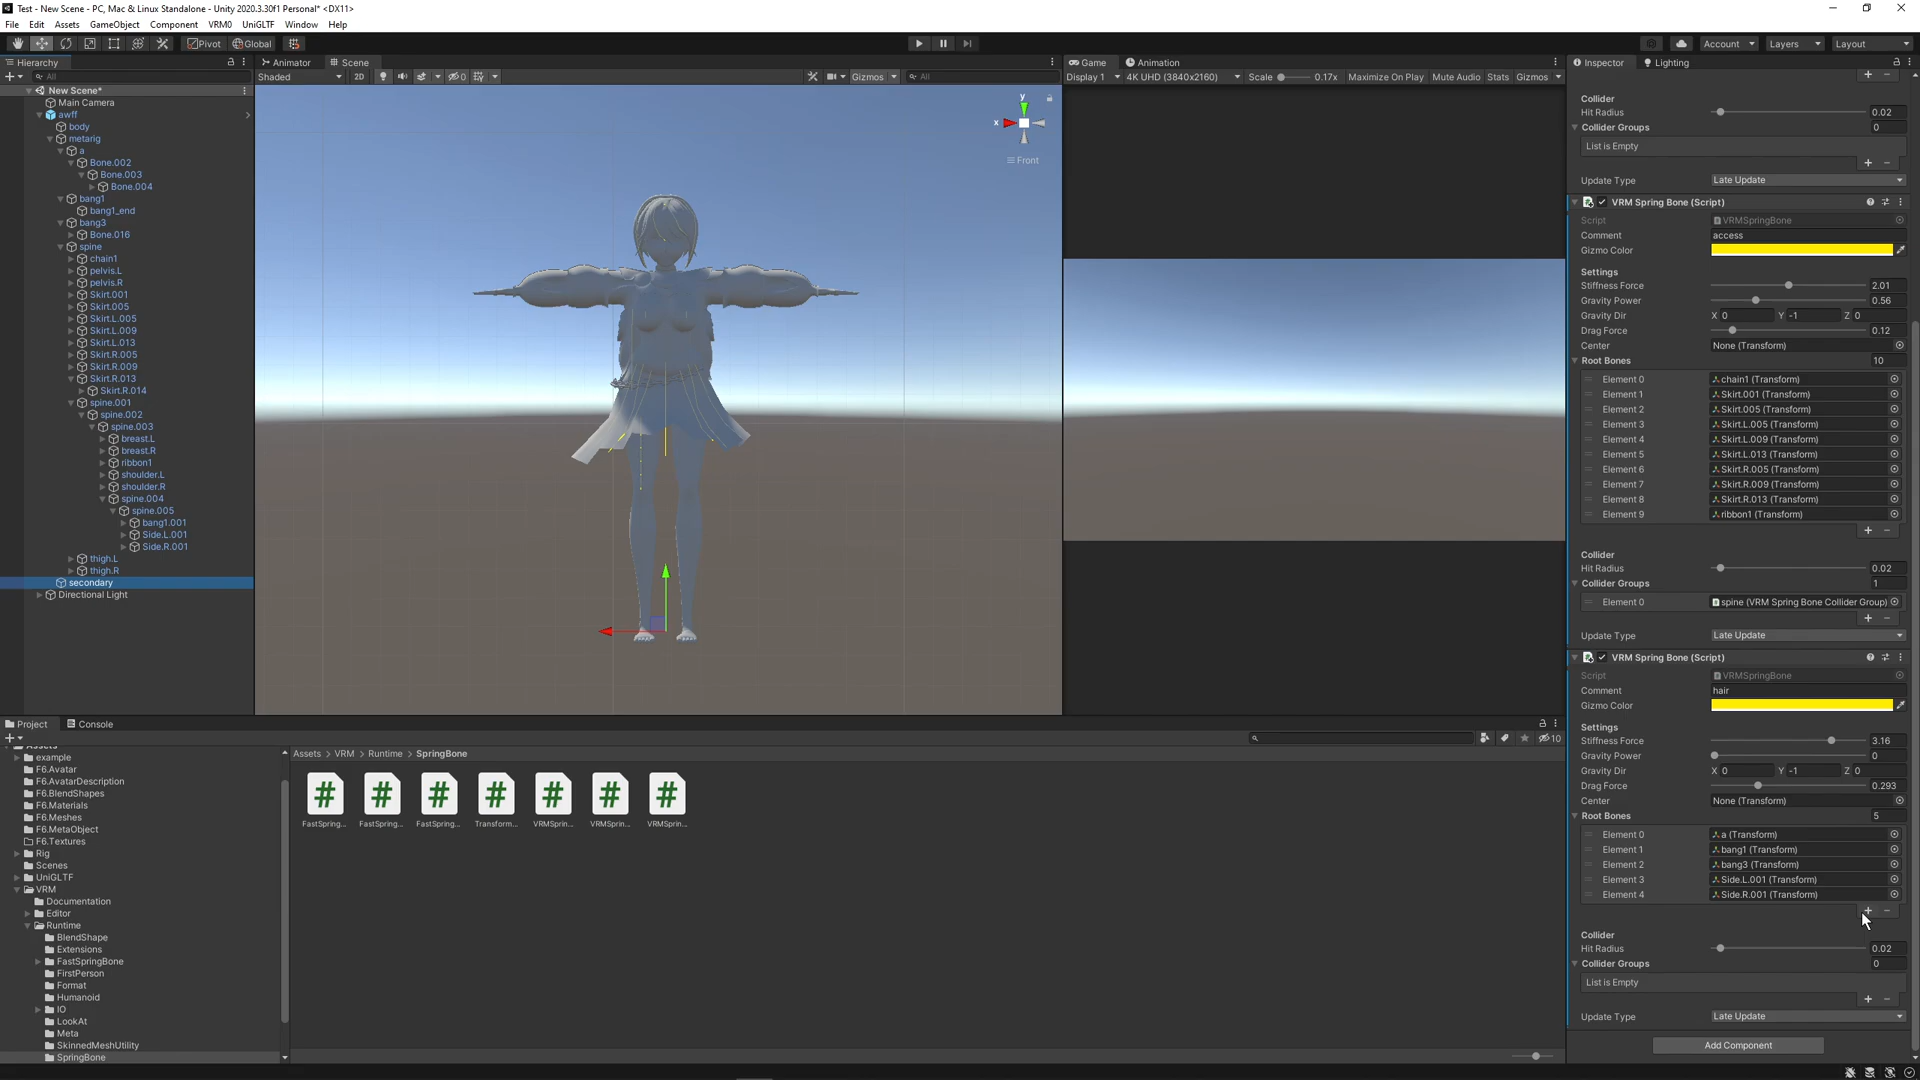 Test - New Scene - PC, Mac & Linux Standalone - Unity 2020.3.30f1 Personal* <DX11>
File Edit Assets GameObject Component VRM0 UniGLTF Window Help
Pivot Global Account Layers Layout
Hierarchy
All
New Scene*
Main Camera
awff
body
metarig
a
Bone.002
Bone.003
Bone.004
bang1
bang1_end
bang3
Bone.016
spine
chain1
pelvis.L
pelvis.R
Skirt.001
Skirt.005
Skirt.L.005
Skirt.L.009
Skirt.L.013
Skirt.R.005
Skirt.R.009
Skirt.R.013
Skirt.R.014
spine.001
spine.002
spine.003
breast.L
breast.R
ribbon1
shoulder.L
shoulder.R
spine.004
spine.005
bang1.001
Side.L.001
Side.R.001
thigh.L
thigh.R
secondary
Directional Light
Animator Scene
Shaded 2D 0 Gizmos All
y
x
Front
Game Animation
Display 1 4K UHD (3840x2160) Scale 0.17x Maximize On Play Mute Audio Stats Gizmos
Inspector Lighting
Collider
Hit Radius 0.02
Collider Groups 0
List is Empty
Update Type Late Update
VRM Spring Bone (Script)
Script VRMSpringBone
Comment access
Gizmo Color
Settings
Stiffness Force 2.01
Gravity Power 0.56
Gravity Dir X 0 Y -1 Z 0
Drag Force 0.12
Center None (Transform)
Root Bones 10
Element 0 chain1 (Transform)
Element 1 Skirt.001 (Transform)
Element 2 Skirt.005 (Transform)
Element 3 Skirt.L.005 (Transform)
Element 4 Skirt.L.009 (Transform)
Element 5 Skirt.L.013 (Transform)
Element 6 Skirt.R.005 (Transform)
Element 7 Skirt.R.009 (Transform)
Element 8 Skirt.R.013 (Transform)
Element 9 ribbon1 (Transform)
Collider
Hit Radius 0.02
Collider Groups 1
Element 0 spine (VRM Spring Bone Collider Group)
Update Type Late Update
VRM Spring Bone (Script)
Script VRMSpringBone
Comment hair
Gizmo Color
Settings
Stiffness Force 3.16
Gravity Power 0
Gravity Dir X 0 Y -1 Z 0
Drag Force 0.293
Center None (Transform)
Root Bones 5
Element 0 a (Transform)
Element 1 bang1 (Transform)
Element 2 bang3 (Transform)
Element 3 Side.L.001 (Transform)
Element 4 Side.R.001 (Transform)
Collider
Hit Radius 0.02
Collider Groups 0
List is Empty
Update Type Late Update
Add Component
Project Console
10
Assets
example
F6.Avatar
F6.AvatarDescription
F6.BlendShapes
F6.Materials
F6.Meshes
F6.MetaObject
F6.Textures
Rig
Scenes
UniGLTF
VRM
Documentation
Editor
Runtime
BlendShape
Extensions
FastSpringBone
FirstPerson
Format
Humanoid
IO
LookAt
Meta
SkinnedMeshUtility
SpringBone
Assets > VRM > Runtime > SpringBone
FastSpring... FastSpring... FastSpring... Transform... VRMSprin... VRMSprin... VRMSprin...